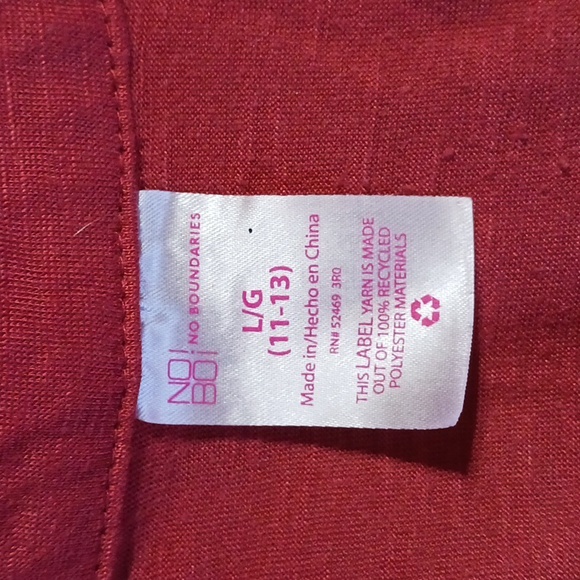 NO
BO
NO BOUNDARIES
L/G
(11-13)
Made in/Hecho en China
RN# 52469 3RQ
THIS LABEL YARN IS MADE
OUT OF 100% RECYCLED
POLYESTER MATERIALS